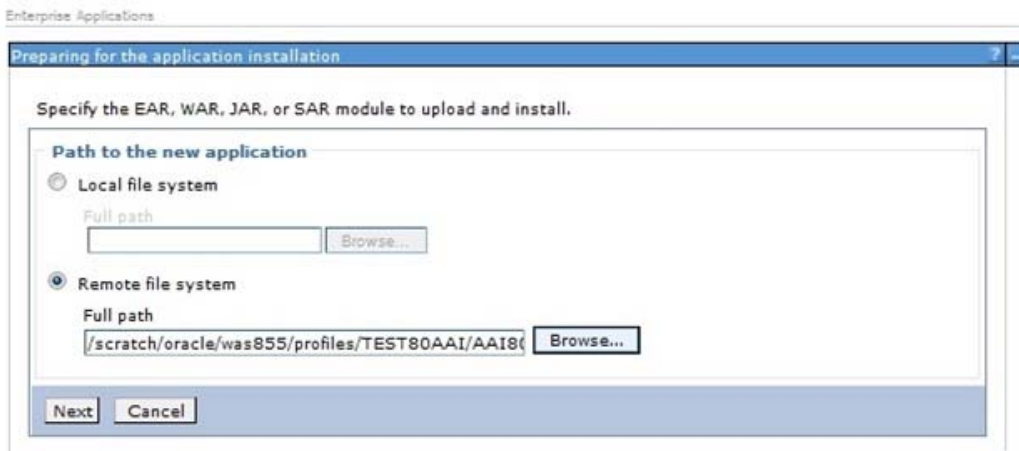 Enterprise Applications
Preparing for the application installation ? -
Specify the EAR, WAR, JAR, or SAR module to upload and install.
Path to the new application
Local file system
Full path
Browse...
Remote file system
Full path
/scratch/oracle/was855/profiles/TEST80AAI/AAI80 Browse...
Next Cancel